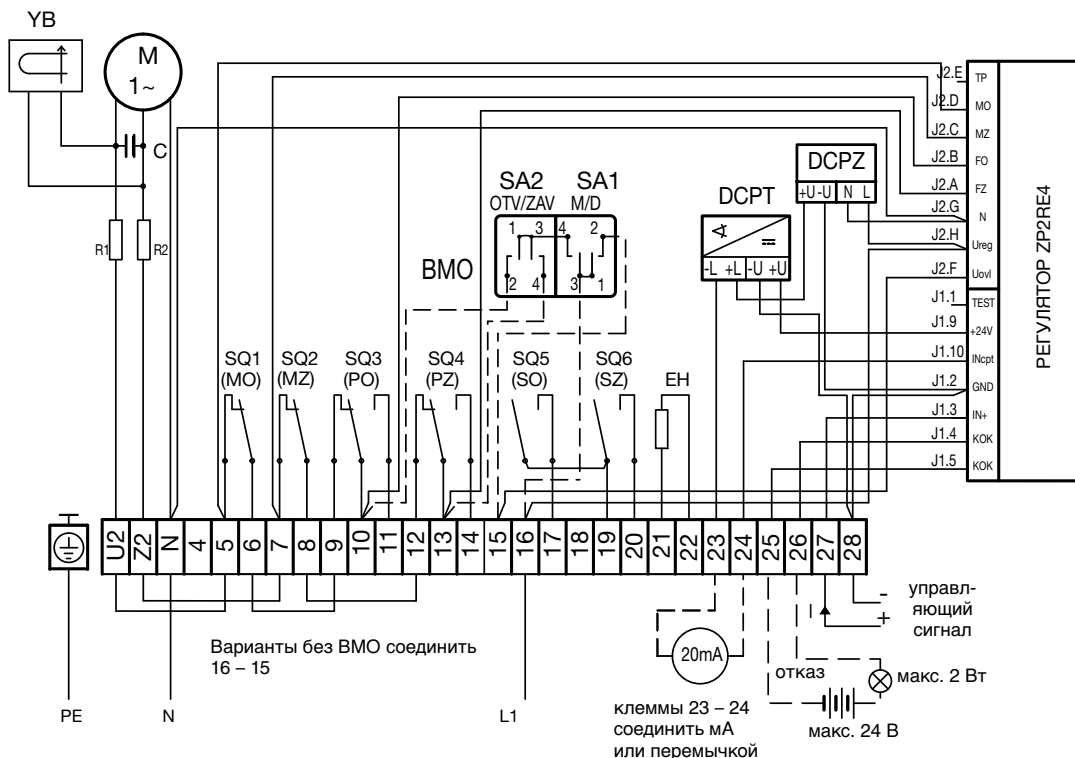 YB
M
1~
C
R1
R2
SA2
SA1
OTV/ZAV
M/D
1
3
4
2
2
4
3
1
BMO
DCPT
-L +L -U +U
DCPZ
+U -U N L
SQ1
(MO)
SQ2
(MZ)
SQ3
(PO)
SQ4
(PZ)
SQ5
(SO)
SQ6
(SZ)
EH
J2.E TP
J2.D MO
J2.C MZ
J2.B FO
J2.A FZ
J2.G N
J2.H Ureg
J2.F Uovl
J1.1 TEST
J1.9 +24V
J1.10 INcpt
J1.2 GND
J1.3 IN+
J1.4 KOK
J1.5 KOK
РЕГУЛЯТОР ZP2RE4
U2 Z2 N 4 5 6 7 8 9 10 11 12 13 14 15 16 17 18 19 20 21 22 23 24 25 26 27 28
Варианты без ВМО соединить
16 – 15
PE
N
L1
20mA
клеммы 23 – 24
соединить мА
или перемычкой
отказ
макс. 24 В
макс. 2 Вт
I
-
+
управл-
яющий
сигнал